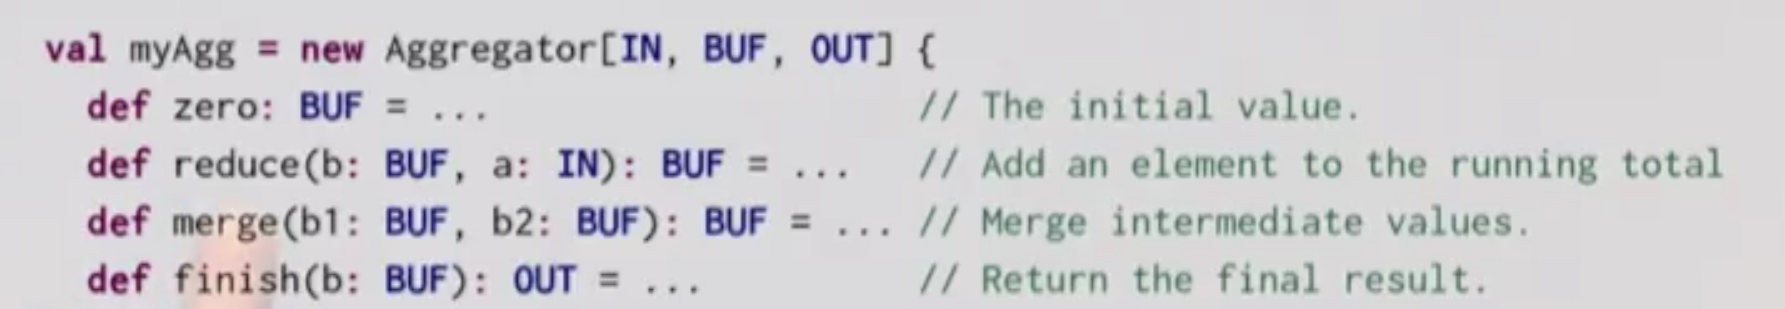 val myAgg = new Aggregator[IN, BUF, OUT] {
  def zero: BUF = ...                    // The initial value.
  def reduce(b: BUF, a: IN): BUF = ...   // Add an element to the running total
  def merge(b1: BUF, b2: BUF): BUF = ... // Merge intermediate values.
  def finish(b: BUF): OUT = ...          // Return the final result.